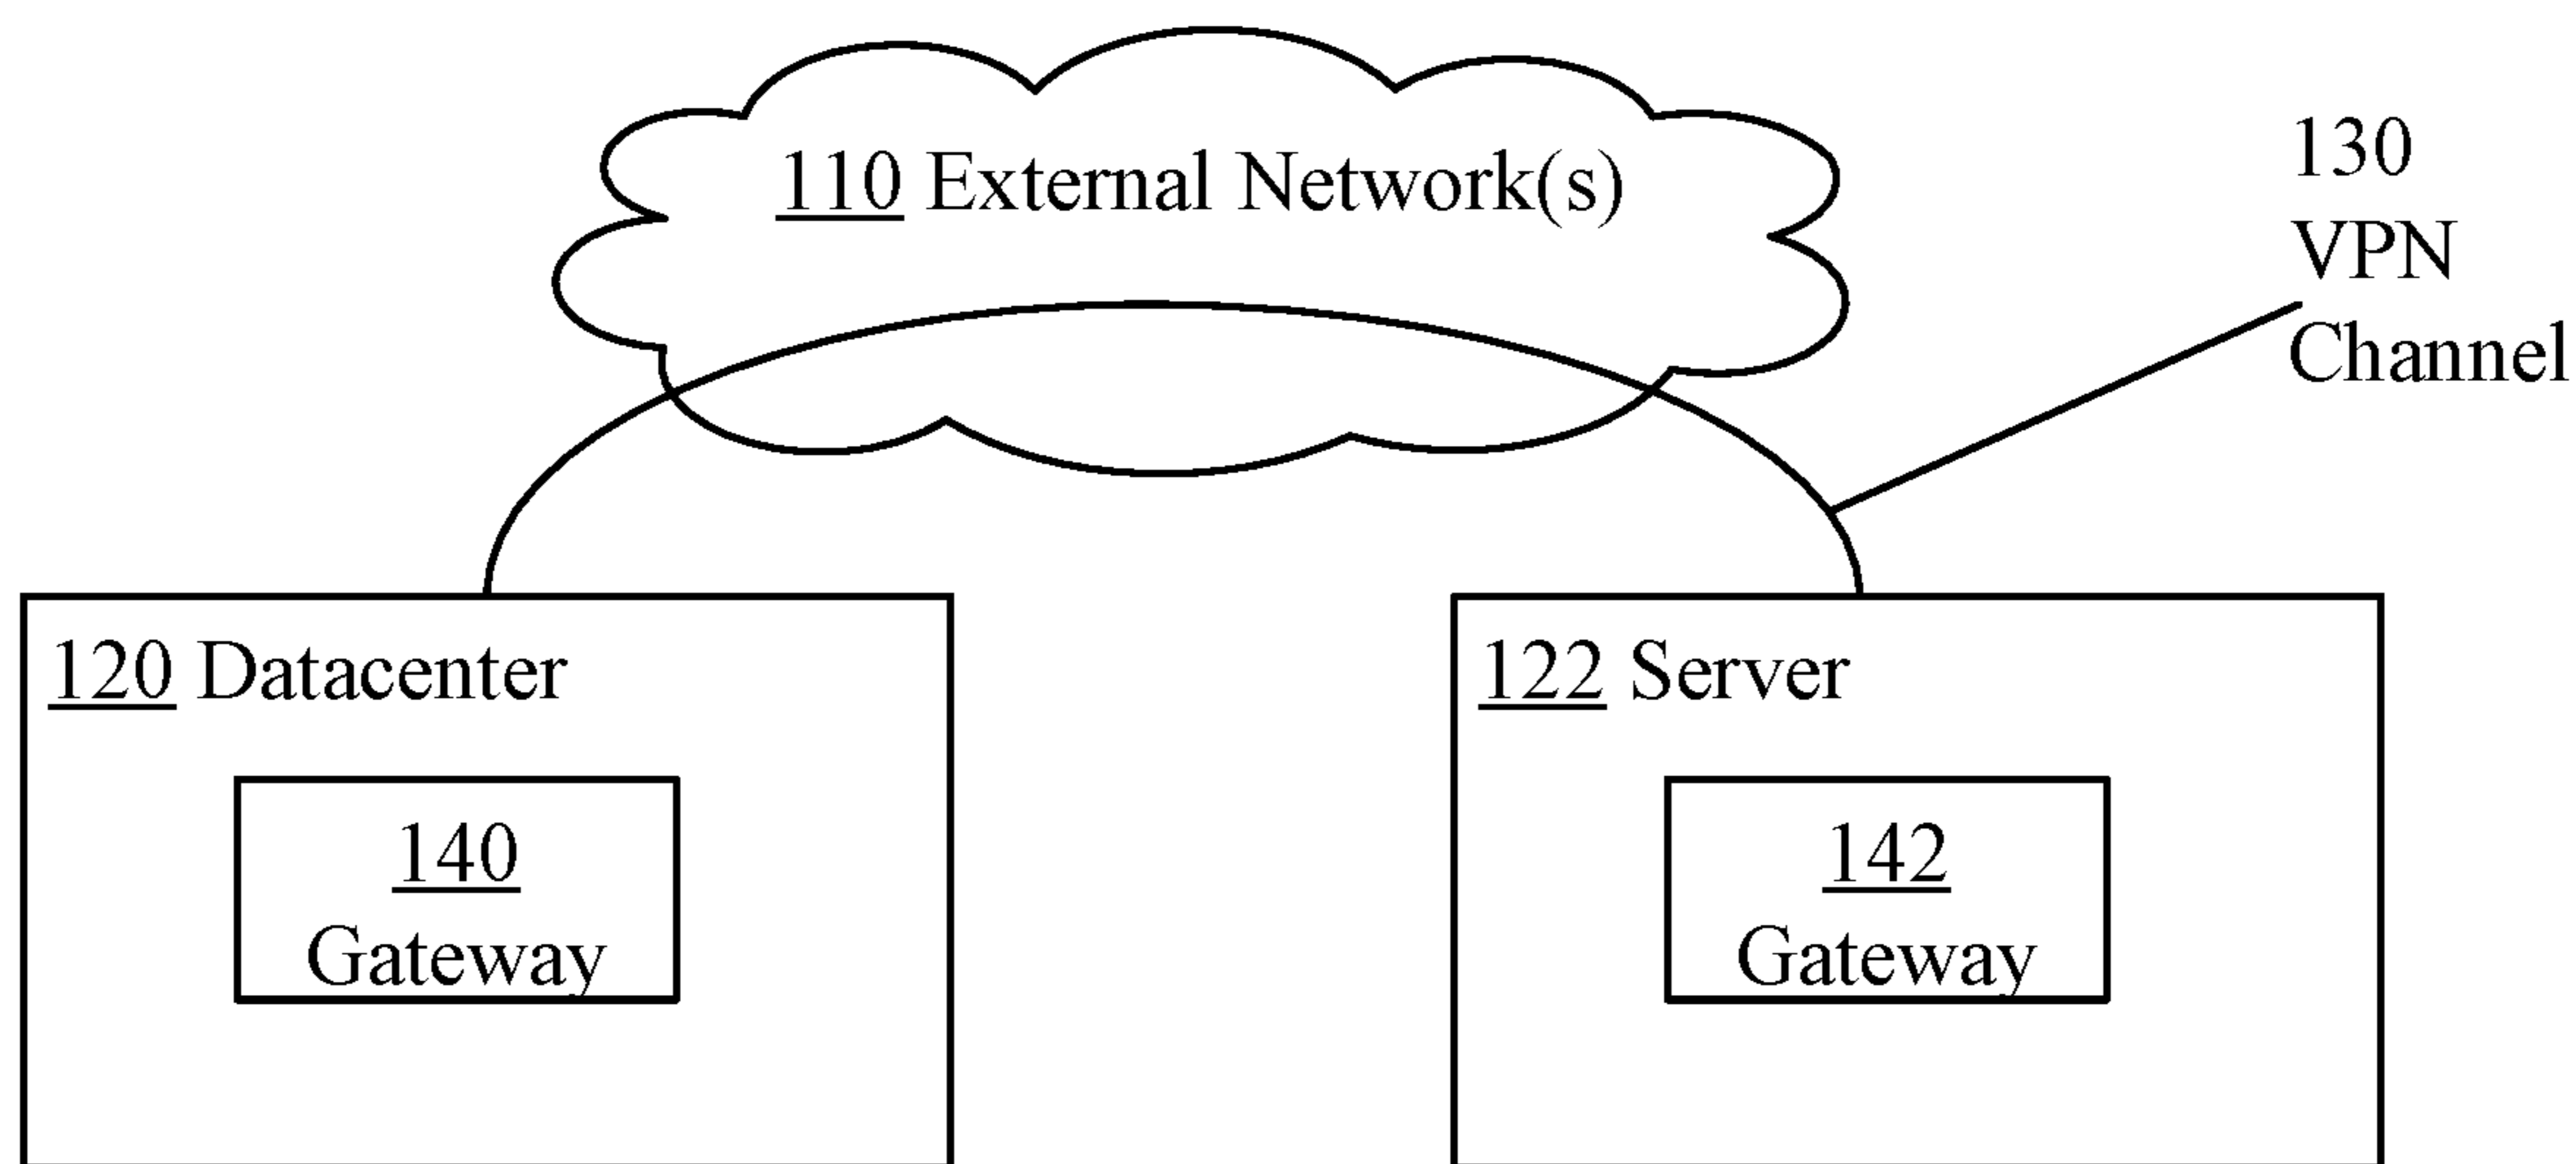 110 External Network(s)
130
VPN
Channel
120 Datacenter
122 Server
140
Gateway
142
Gateway